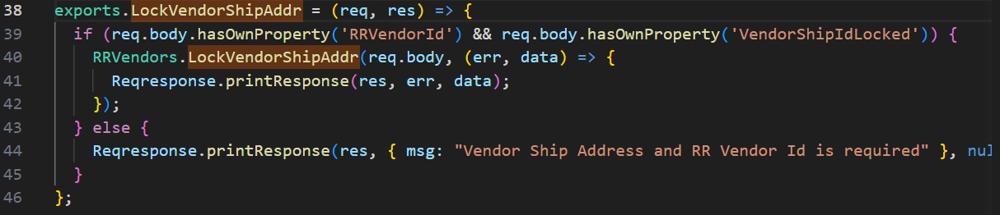 38 exports.LockVendorShipAddr = (req, res) => {
39 if (req.body.hasOwnProperty('RRVendorId') && req.body.hasOwnProperty('VendorShipIdLocked')) {
40 RRVendors.LockVendorShipAddr(req.body, (err, data) => {
41 Reqresponse.printResponse(res, err, data);
42 });
43 } else {
44 Reqresponse.printResponse(res, { msg: "Vendor Ship Address and RR Vendor Id is required" }, nul
45 }
46 };